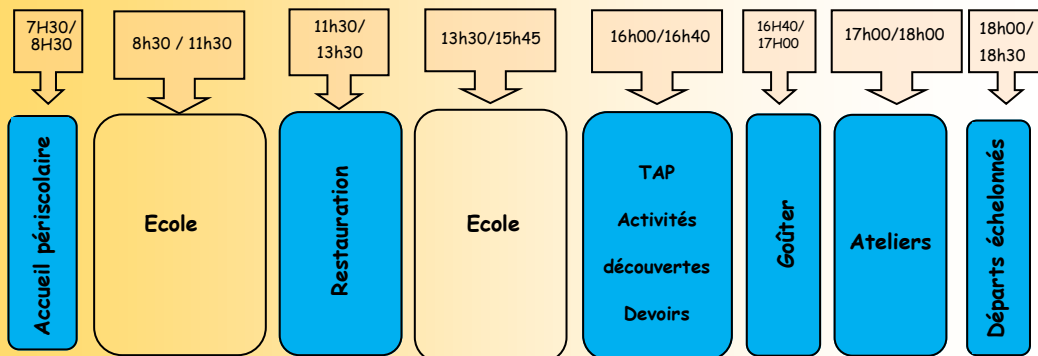 7H30/
8H30
8h30 / 11h30
11h30/
13h30
13h30/15h45
16h00/16h40
16H40/
17H00
17h00/18h00
18h00/
18h30
Accueil périscolaire
Ecole
Restauration
Ecole
TAP
Activités
découvertes
Devoirs
Goûter
Ateliers
Départs échelonnés